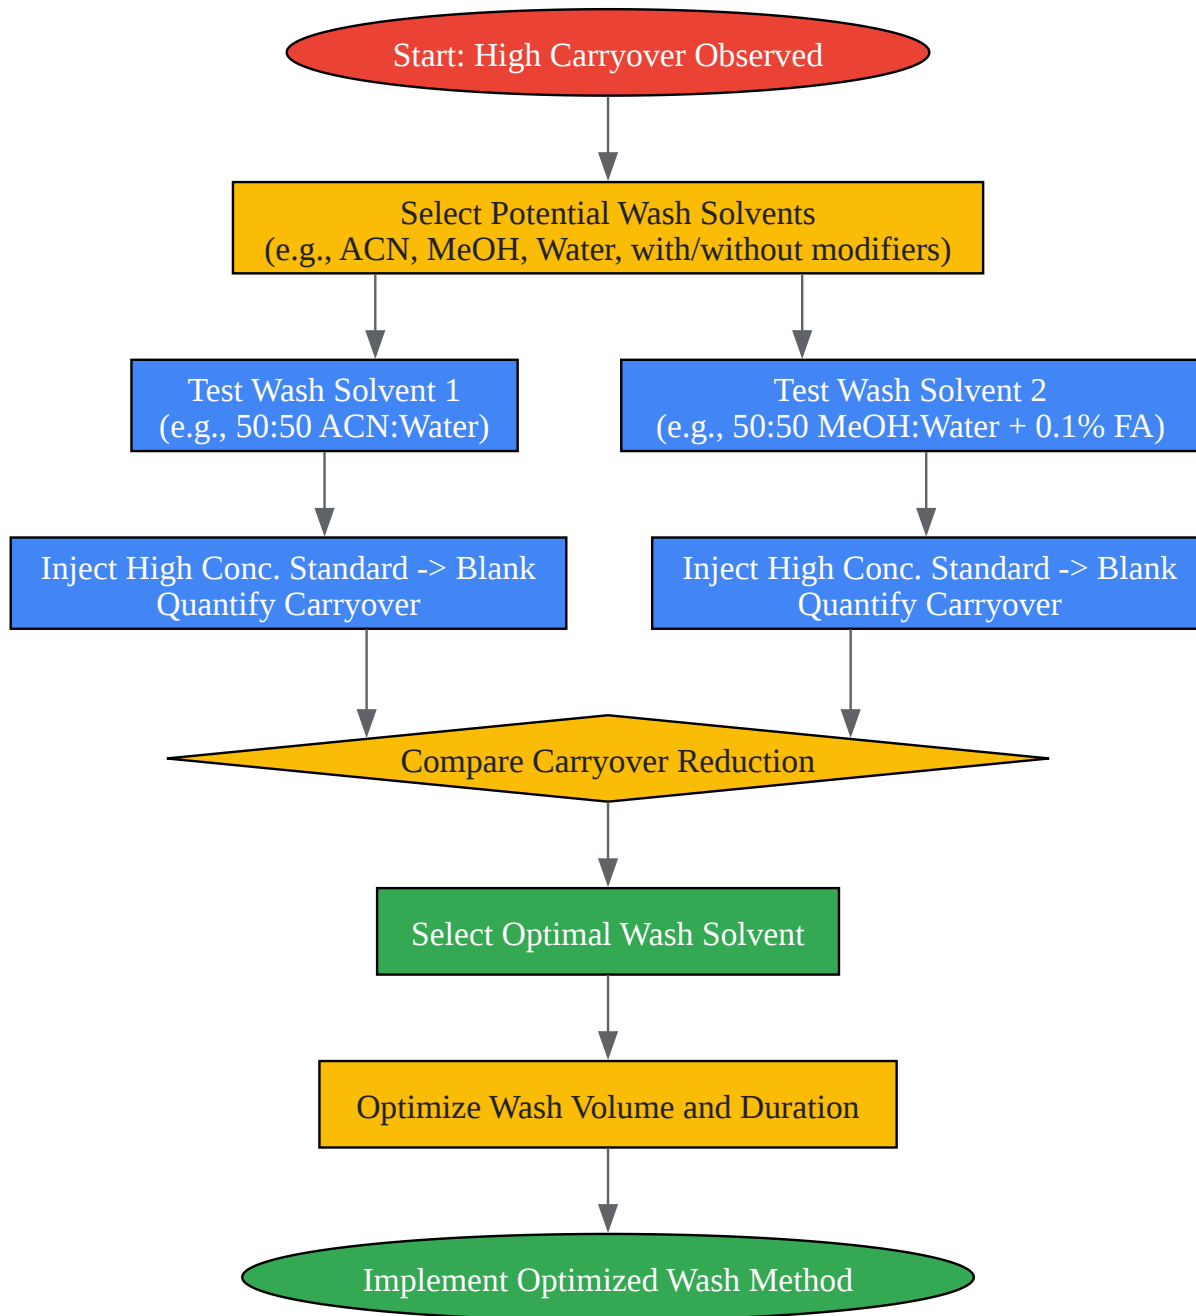 Start: High Carryover Observed
Select Potential Wash Solvents
(e.g., ACN, MeOH, Water, with/without modifiers)
Test Wash Solvent 1
(e.g., 50:50 ACN:Water)
Test Wash Solvent 2
(e.g., 50:50 MeOH:Water + 0.1% FA)
Inject High Conc. Standard -> Blank
Quantify Carryover
Inject High Conc. Standard -> Blank
Quantify Carryover
Compare Carryover Reduction
Select Optimal Wash Solvent
Optimize Wash Volume and Duration
Implement Optimized Wash Method